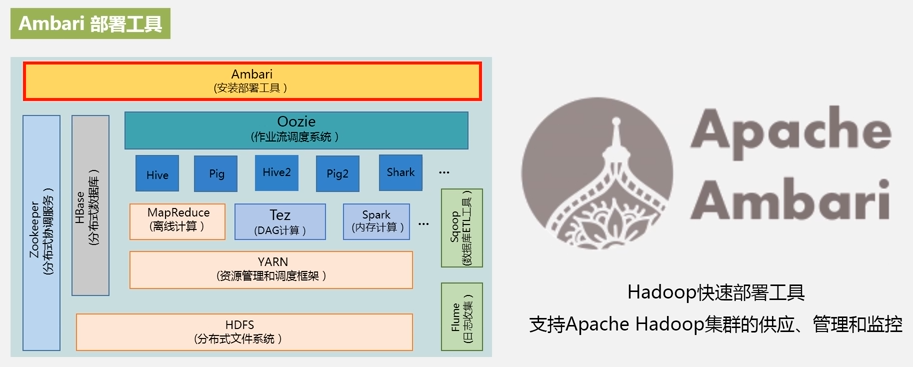 Ambari 部署工具
Ambari
(安装部署工具)
Oozie
(作业流调度系统)
Hive
Pig
Hive2
Pig2
Shark
...
Zookeeper
(分布式协调服务)
HBase
(分布式数据库)
MapReduce
(离线计算)
Tez
(DAG计算)
Spark
(内存计算)
...
Sqoop
(数据库ETL工具)
YARN
(资源管理和调度框架)
Flume
(日志收集)
HDFS
(分布式文件系统)
Apache
Ambari
Hadoop快速部署工具
支持Apache Hadoop集群的供应、管理和监控